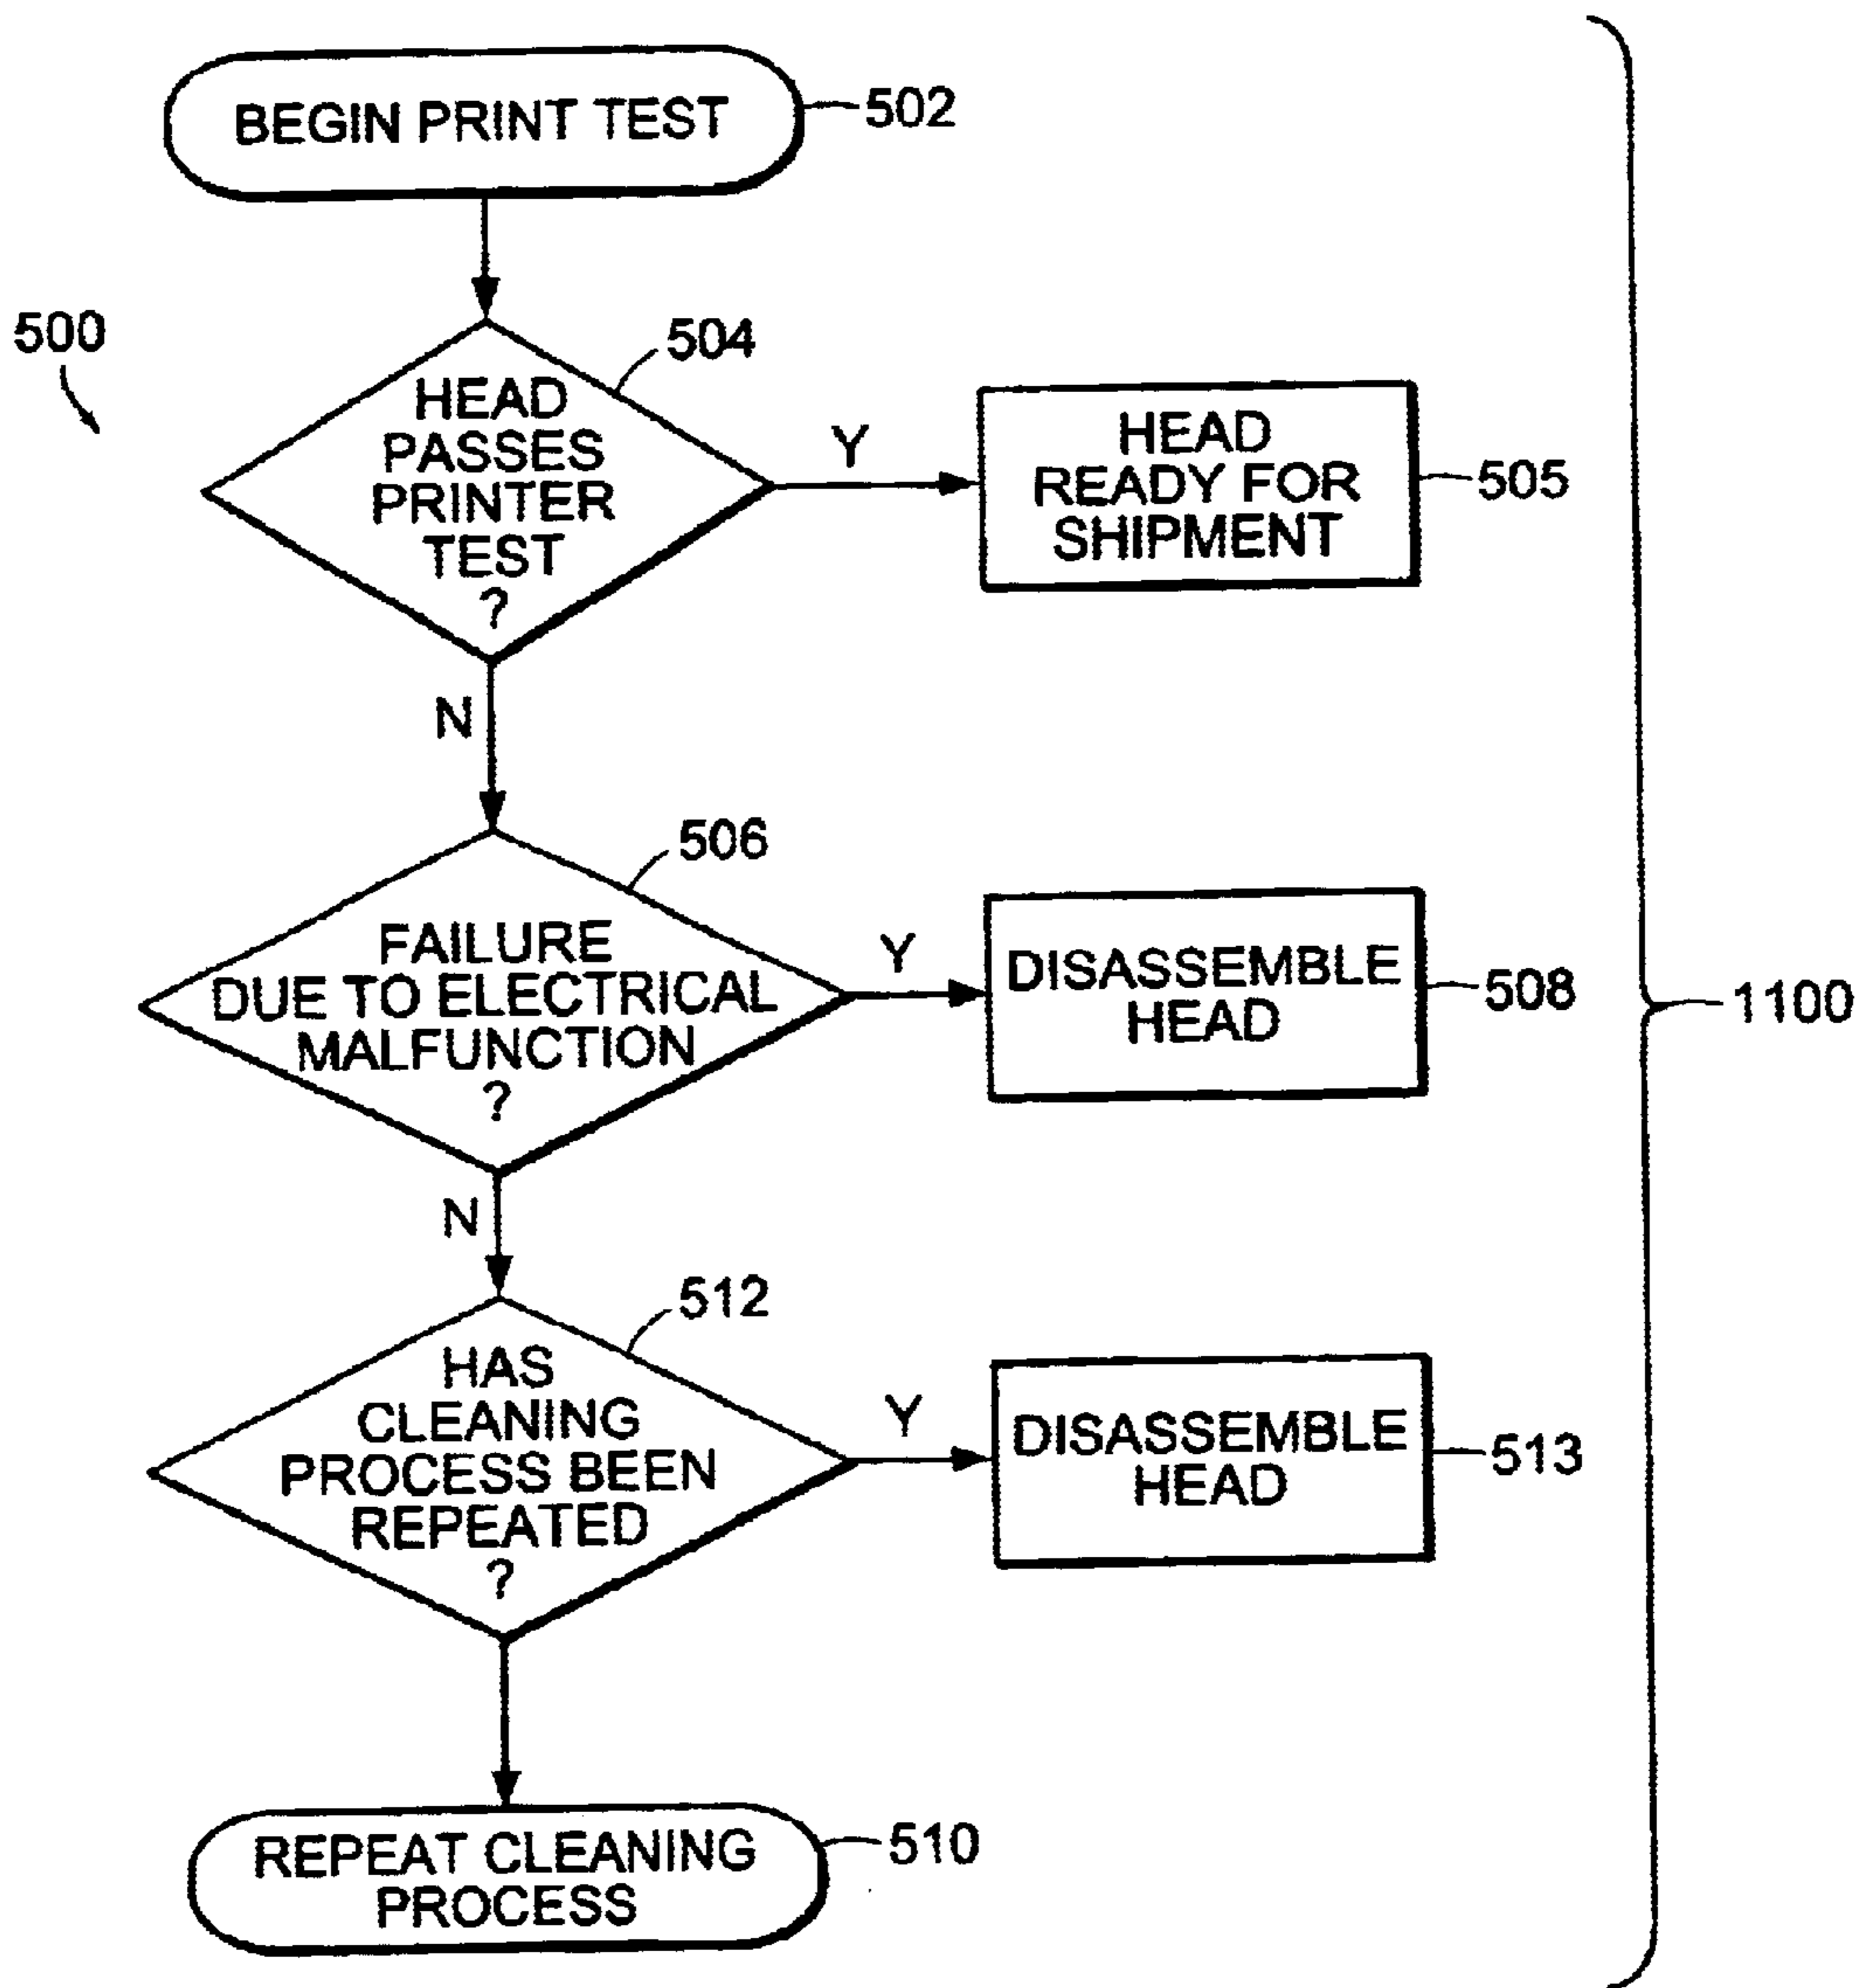 BEGIN PRINT TEST
502
500
504
HEAD
PASSES
PRINTER
TEST
?
Y
HEAD
READY FOR
SHIPMENT
505
N
506
FAILURE
DUE TO ELECTRICAL
MALFUNCTION
?
Y
DISASSEMBLE
HEAD
508
1100
N
512
HAS
CLEANING
PROCESS BEEN
REPEATED
?
Y
DISASSEMBLE
HEAD
513
REPEAT CLEANING
PROCESS
510